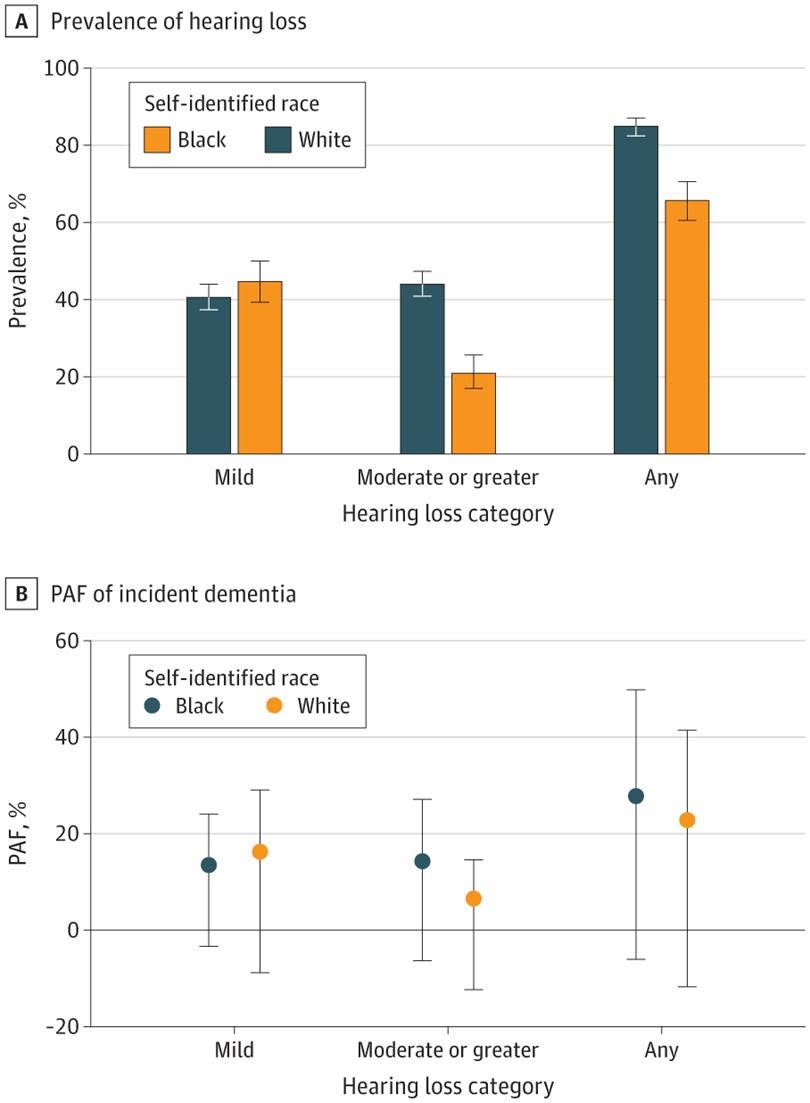 A Prevalence of hearing loss
100
Self-identified race
Black White
80
60
40
20
0
Prevalence, %
Mild Moderate or greater Any
Hearing loss category
B PAF of incident dementia
60
Self-identified race
Black White
40
20
0
-20
PAF, %
Mild Moderate or greater Any
Hearing loss category